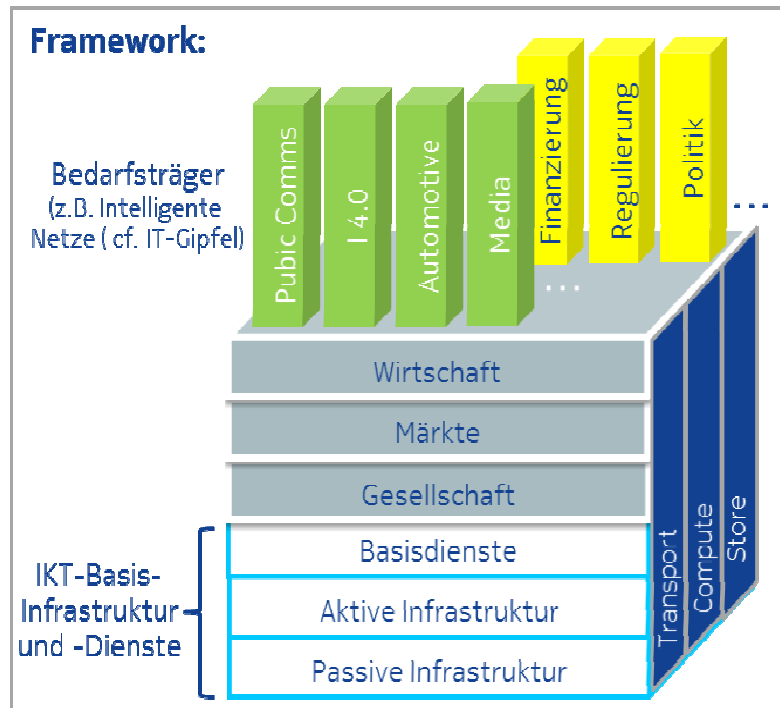 Framework:
Bedarfsträger
(z.B. Intelligente
Netze ( cf. IT-Gipfel)
Pubic Comms
I 4.0
Automotive
Media
...
Finanzierung
Regulierung
Politik
...
Wirtschaft
Märkte
Gesellschaft
Basisdienste
Aktive Infrastruktur
Passive Infrastruktur
IKT-Basis-
Infrastruktur
und -Dienste
Transport
Compute
Store